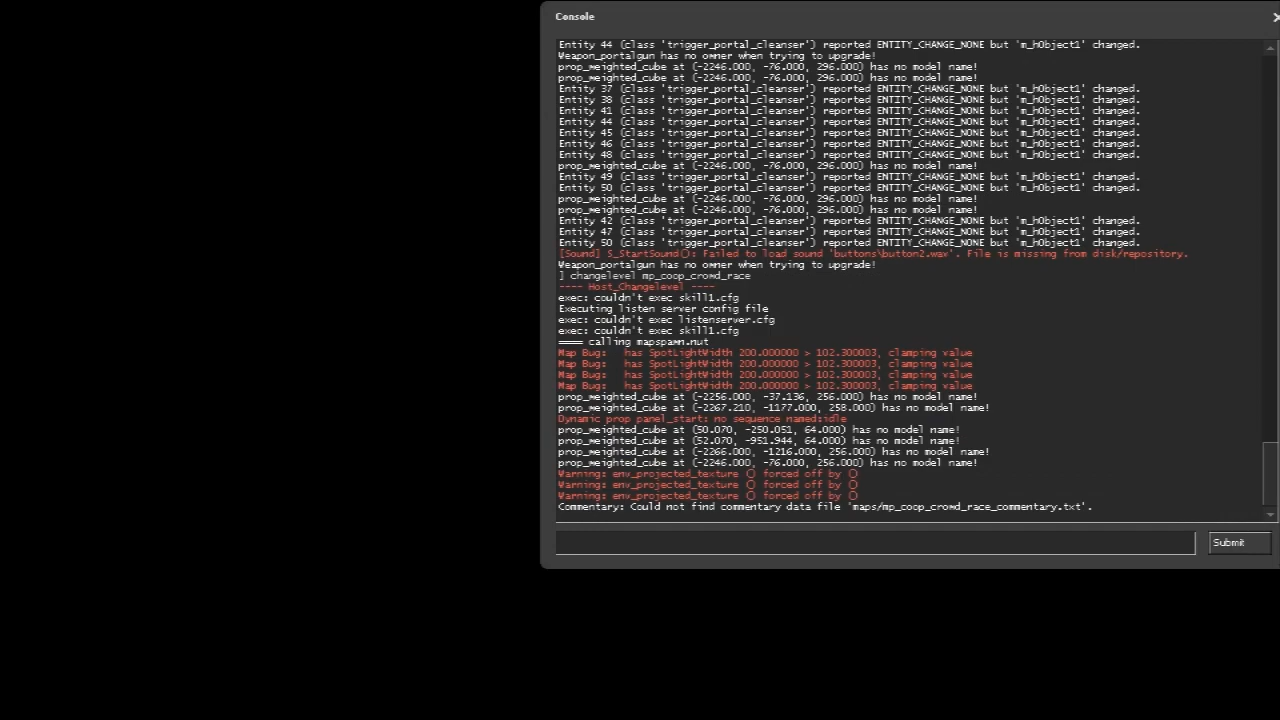 Console
Entity 44 (class 'trigger_portal_cleanser') reported ENTITY_CHANGE_NONE but 'm_hObject1' changed.
Weapon_portalgun has no owner when trying to upgrade!
prop_weighted_cube at (-2246.000, -76.000, 296.000) has no model name!
prop_weighted_cube at (-2246.000, -76.000, 296.000) has no model name!
Entity 37 (class 'trigger_portal_cleanser') reported ENTITY_CHANGE_NONE but 'm_hObject1' changed.
Entity 38 (class 'trigger_portal_cleanser') reported ENTITY_CHANGE_NONE but 'm_hObject1' changed.
Entity 41 (class 'trigger_portal_cleanser') reported ENTITY_CHANGE_NONE but 'm_hObject1' changed.
Entity 44 (class 'trigger_portal_cleanser') reported ENTITY_CHANGE_NONE but 'm_hObject1' changed.
Entity 45 (class 'trigger_portal_cleanser') reported ENTITY_CHANGE_NONE but 'm_hObject1' changed.
Entity 46 (class 'trigger_portal_cleanser') reported ENTITY_CHANGE_NONE but 'm_hObject1' changed.
Entity 48 (class 'trigger_portal_cleanser') reported ENTITY_CHANGE_NONE but 'm_hObject1' changed.
prop_weighted_cube at (-2246.000, -76.000, 296.000) has no model name!
Entity 49 (class 'trigger_portal_cleanser') reported ENTITY_CHANGE_NONE but 'm_hObject1' changed.
Entity 50 (class 'trigger_portal_cleanser') reported ENTITY_CHANGE_NONE but 'm_hObject1' changed.
prop_weighted_cube at (-2246.000, -76.000, 296.000) has no model name!
prop_weighted_cube at (-2246.000, -76.000, 296.000) has no model name!
Entity 42 (class 'trigger_portal_cleanser') reported ENTITY_CHANGE_NONE but 'm_hObject1' changed.
Entity 47 (class 'trigger_portal_cleanser') reported ENTITY_CHANGE_NONE but 'm_hObject1' changed.
Entity 50 (class 'trigger_portal_cleanser') reported ENTITY_CHANGE_NONE but 'm_hObject1' changed.
[Sound] S_StartSound(): Failed to load sound 'buttons\button2.wav'. File is missing from disk/repository.
Weapon_portalgun has no owner when trying to upgrade!
] changelevel mp_coop_crowd_race
---- Host_Changelevel ----
exec: couldn't exec skill1.cfg
Executing listen server config file
exec: couldn't exec listenserver.cfg
exec: couldn't exec skill1.cfg
==== calling mapspawn.nut
Map Bug:  has SpotLightWidth 200.000000 > 102.300003, clamping value
Map Bug:  has SpotLightWidth 200.000000 > 102.300003, clamping value
Map Bug:  has SpotLightWidth 200.000000 > 102.300003, clamping value
Map Bug:  has SpotLightWidth 200.000000 > 102.300003, clamping value
prop_weighted_cube at (-2256.000, -37.136, 256.000) has no model name!
prop_weighted_cube at (-2267.210, -1177.000, 258.000) has no model name!
Dynamic prop panel_start: no sequence named:idle
prop_weighted_cube at (50.070, -250.051, 64.000) has no model name!
prop_weighted_cube at (52.070, -951.944, 64.000) has no model name!
prop_weighted_cube at (-2266.000, -1216.000, 256.000) has no model name!
prop_weighted_cube at (-2246.000, -76.000, 256.000) has no model name!
Warning: env_projected_texture () forced off by ()
Warning: env_projected_texture () forced off by ()
Warning: env_projected_texture () forced off by ()
Commentary: Could not find commentary data file 'maps/mp_coop_crowd_race_commentary.txt'.
Submit